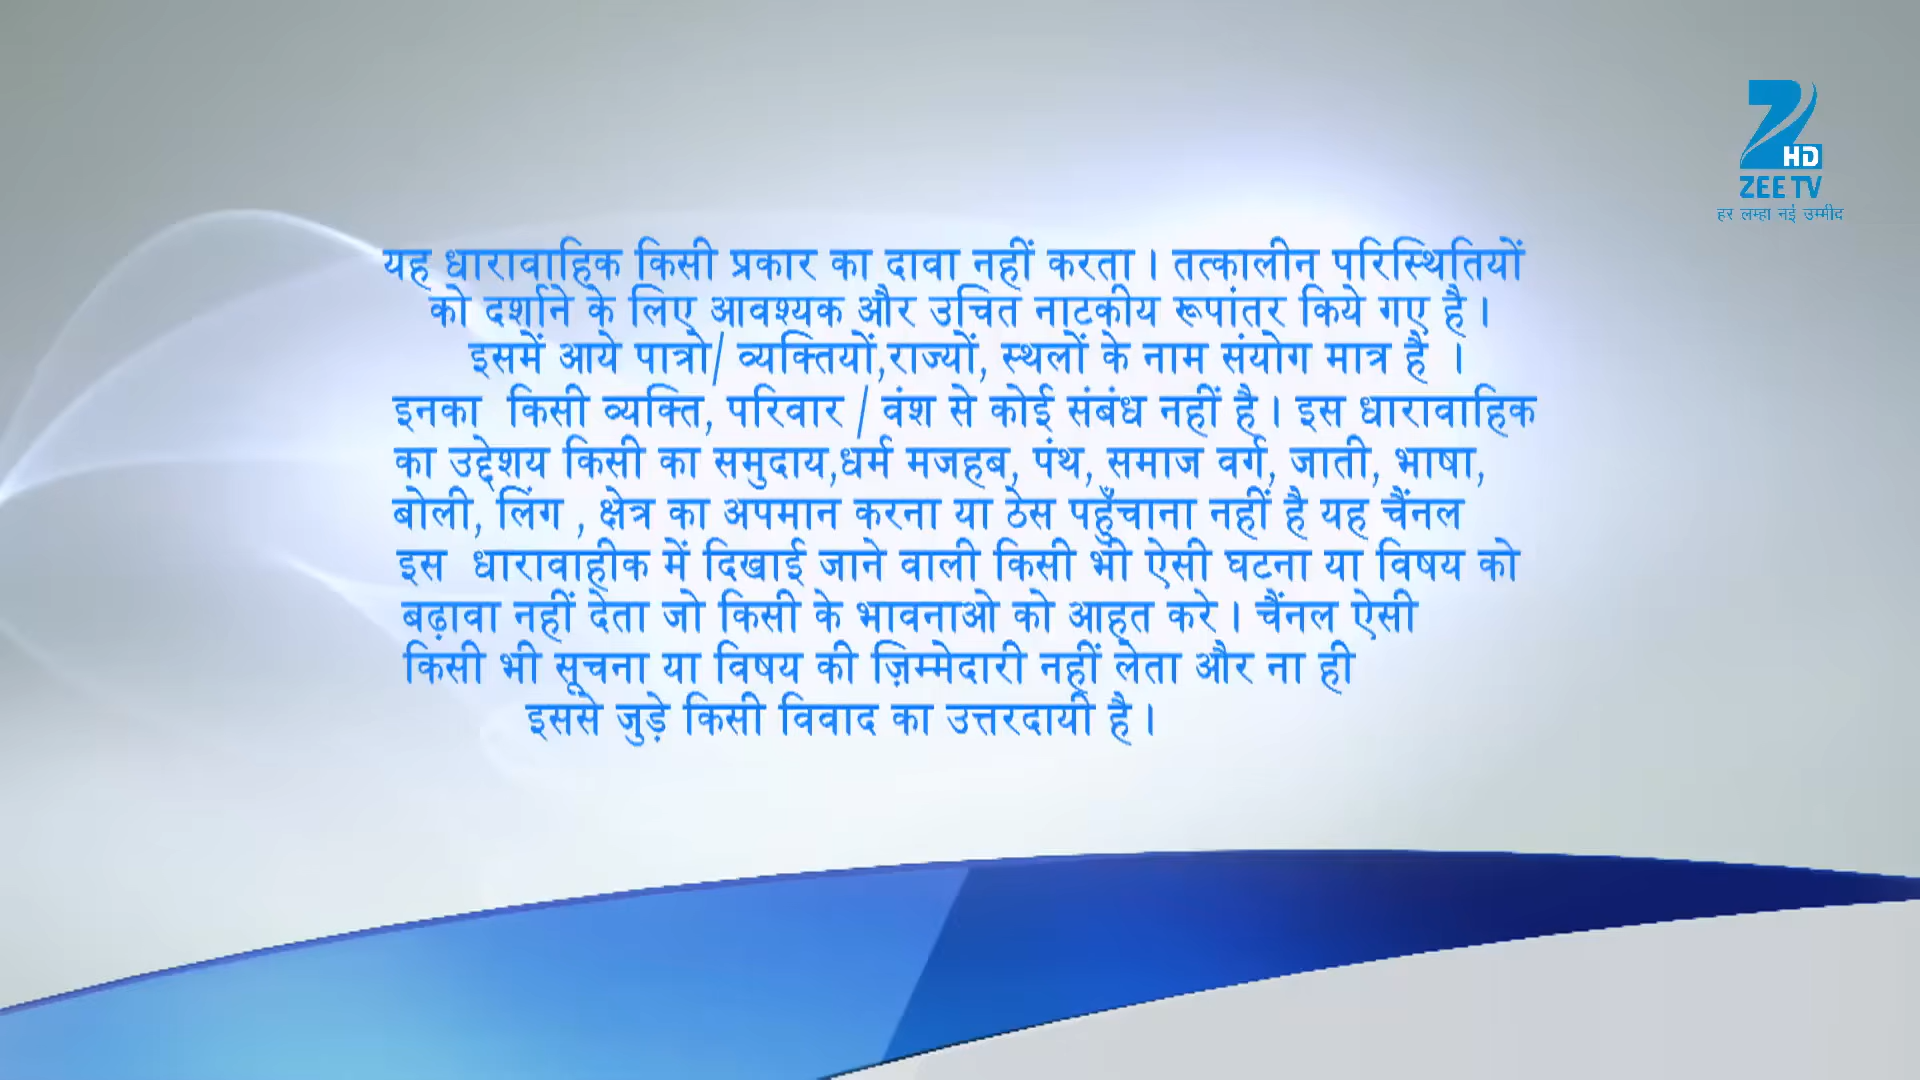 HD
ZEE TV
हर लम्हा नई उम्मीद
यह धारावाहिक किसी प्रकार का दावा नहीं करता । तत्कालीन परिस्थितियों
को दर्शाने के लिए आवश्यक और उचित नाटकीय रूपांतर किये गए है ।
इसमें आये पात्रो/ व्यक्तियों,राज्यों, स्थलों के नाम संयोग मात्र है ।
इनका किसी व्यक्ति, परिवार / वंश से कोई संबंध नहीं है । इस धारावाहिक
का उद्देशय किसी का समुदाय,धर्म मजहब, पंथ, समाज वर्ग, जाती, भाषा,
बोली, लिंग , क्षेत्र का अपमान करना या ठेस पहुँचाना नहीं है यह चैंनल
इस धारावाहीक में दिखाई जाने वाली किसी भी ऐसी घटना या विषय को
बढ़ावा नहीं देता जो किसी के भावनाओ को आहत करे । चैंनल ऐसी
किसी भी सूचना या विषय की ज़िम्मेदारी नहीं लेता और ना ही
इससे जुड़े किसी विवाद का उत्तरदायी है ।